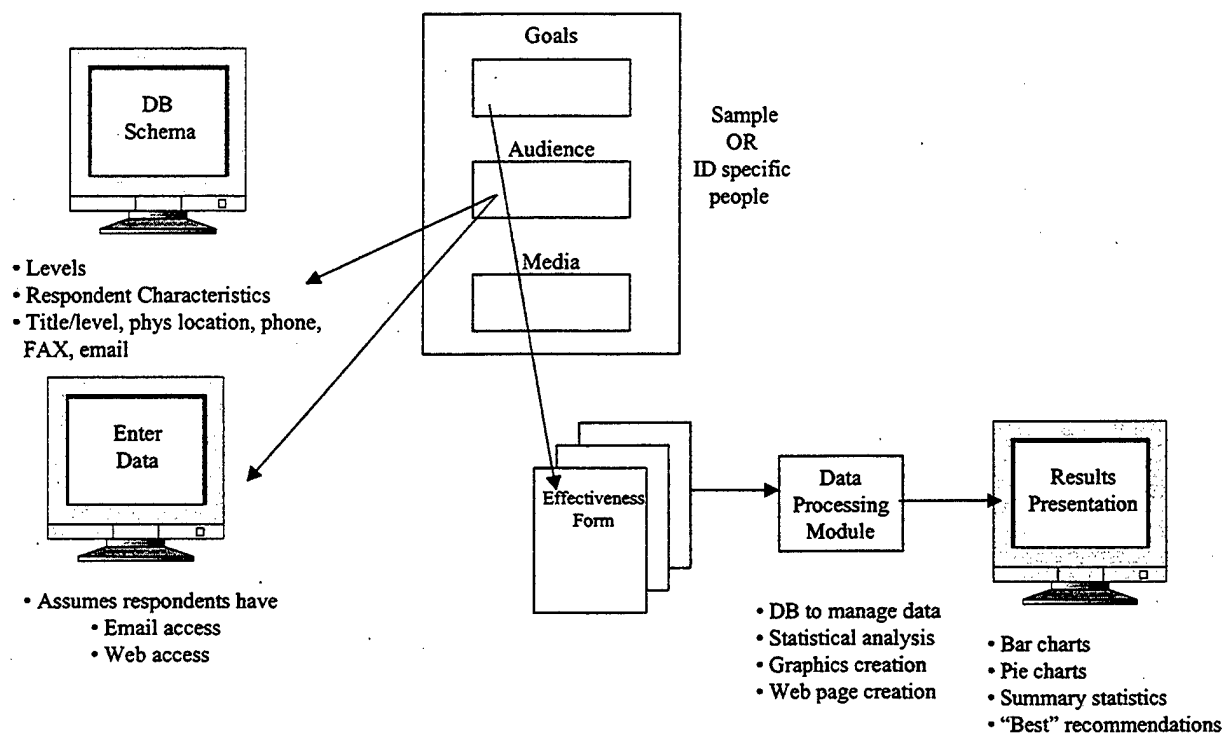 Goals
DB
Schema
Audience
Sample
OR
ID specific
people
Media
• Levels
• Respondent Characteristics
• Title/level, phys location, phone,
FAX, email
Enter
Data
• Assumes respondents have
• Email access
• Web access
Effectiveness
Form
Data
Processing
Module
• DB to manage data
• Statistical analysis
• Graphics creation
• Web page creation
Results
Presentation
• Bar charts
• Pie charts
• Summary statistics
• “Best” recommendations